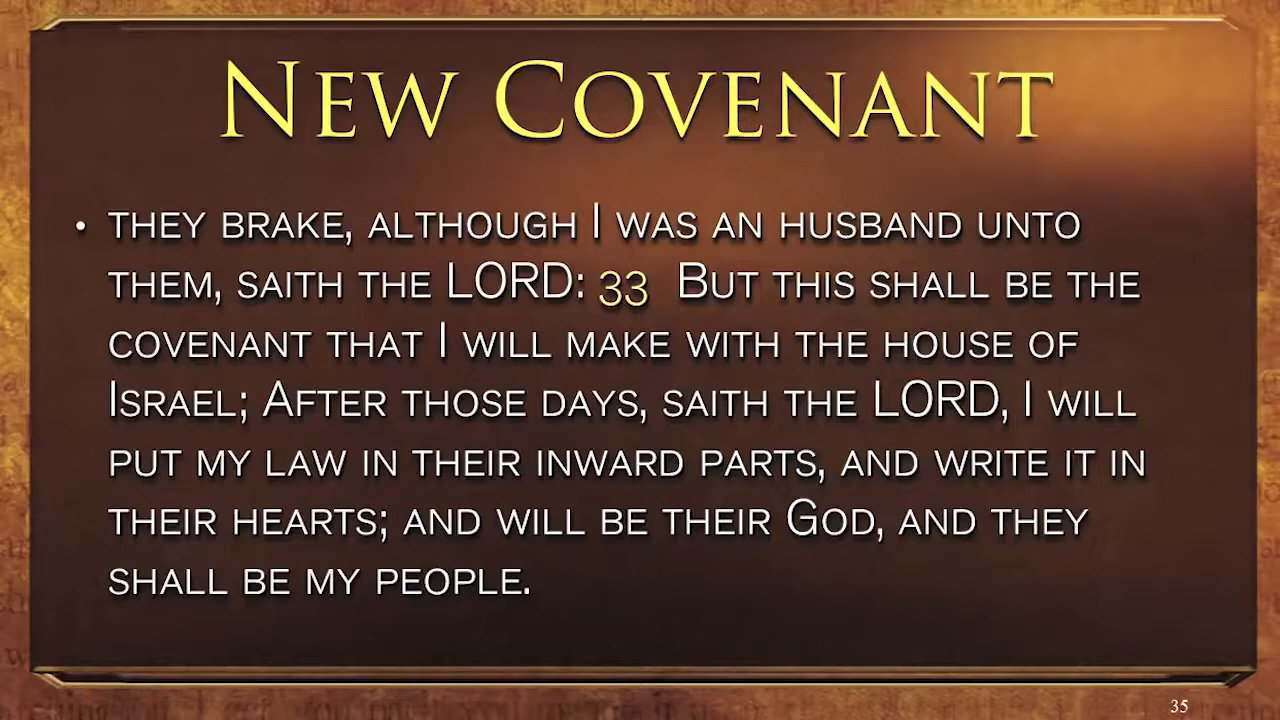 New Covenant
• they brake, although I was an husband unto
them, saith the LORD: 33 But this shall be the
covenant that I will make with the house of
Israel; After those days, saith the LORD, I will
put my law in their inward parts, and write it in
their hearts; and will be their God, and they
shall be my people.
35